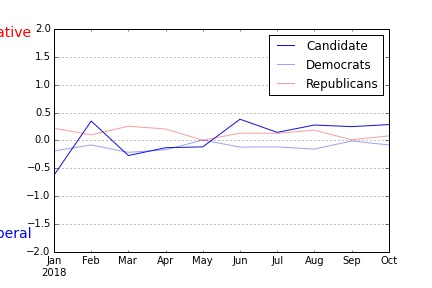 ative
beral
2.0
1.5
1.0
0.5
0.0
−0.5
−1.0
−1.5
−2.0
Candidate
Democrats
Republicans
Jan Feb Mar Apr May Jun Jul Aug Sep Oct
2018